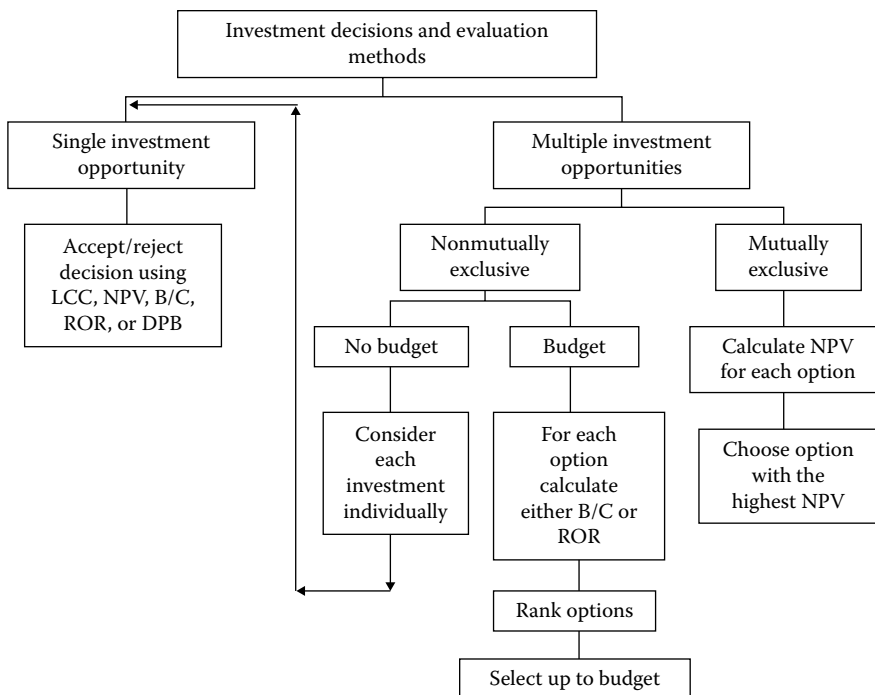 Investment decisions and evaluation
methods
Single investment
opportunity
Multiple investment
opportunities
Accept/reject
decision using
LCC, NPV, B/C,
ROR, or DPB
Nonmutually
exclusive
Mutually
exclusive
No budget
Budget
Calculate NPV
for each option
Consider
each
investment
individually
For each
option
calculate
either B/C or
ROR
Choose option
with the
highest NPV
Rank options
Select up to budget